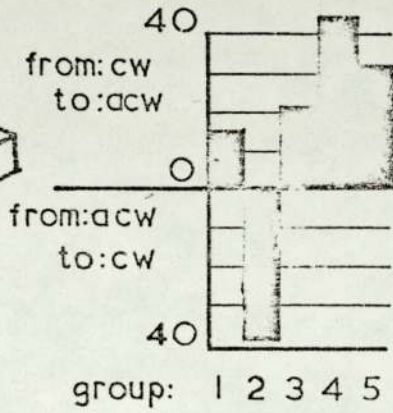 40
from: cw
to: acw
0
from: acw
to: cw
40
group: 1 2 3 4 5